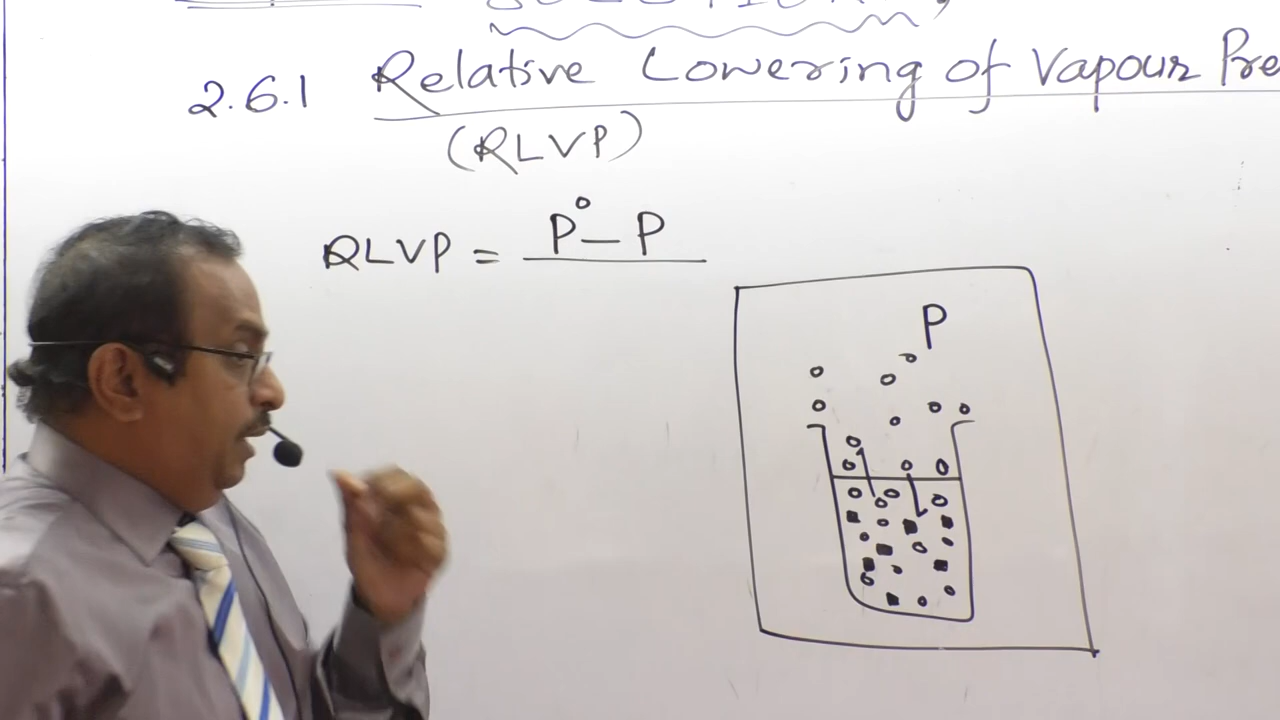 2.6.1 Relative Lowering of Vapour Pre
(RLVP)
RLVP = P° - P
P